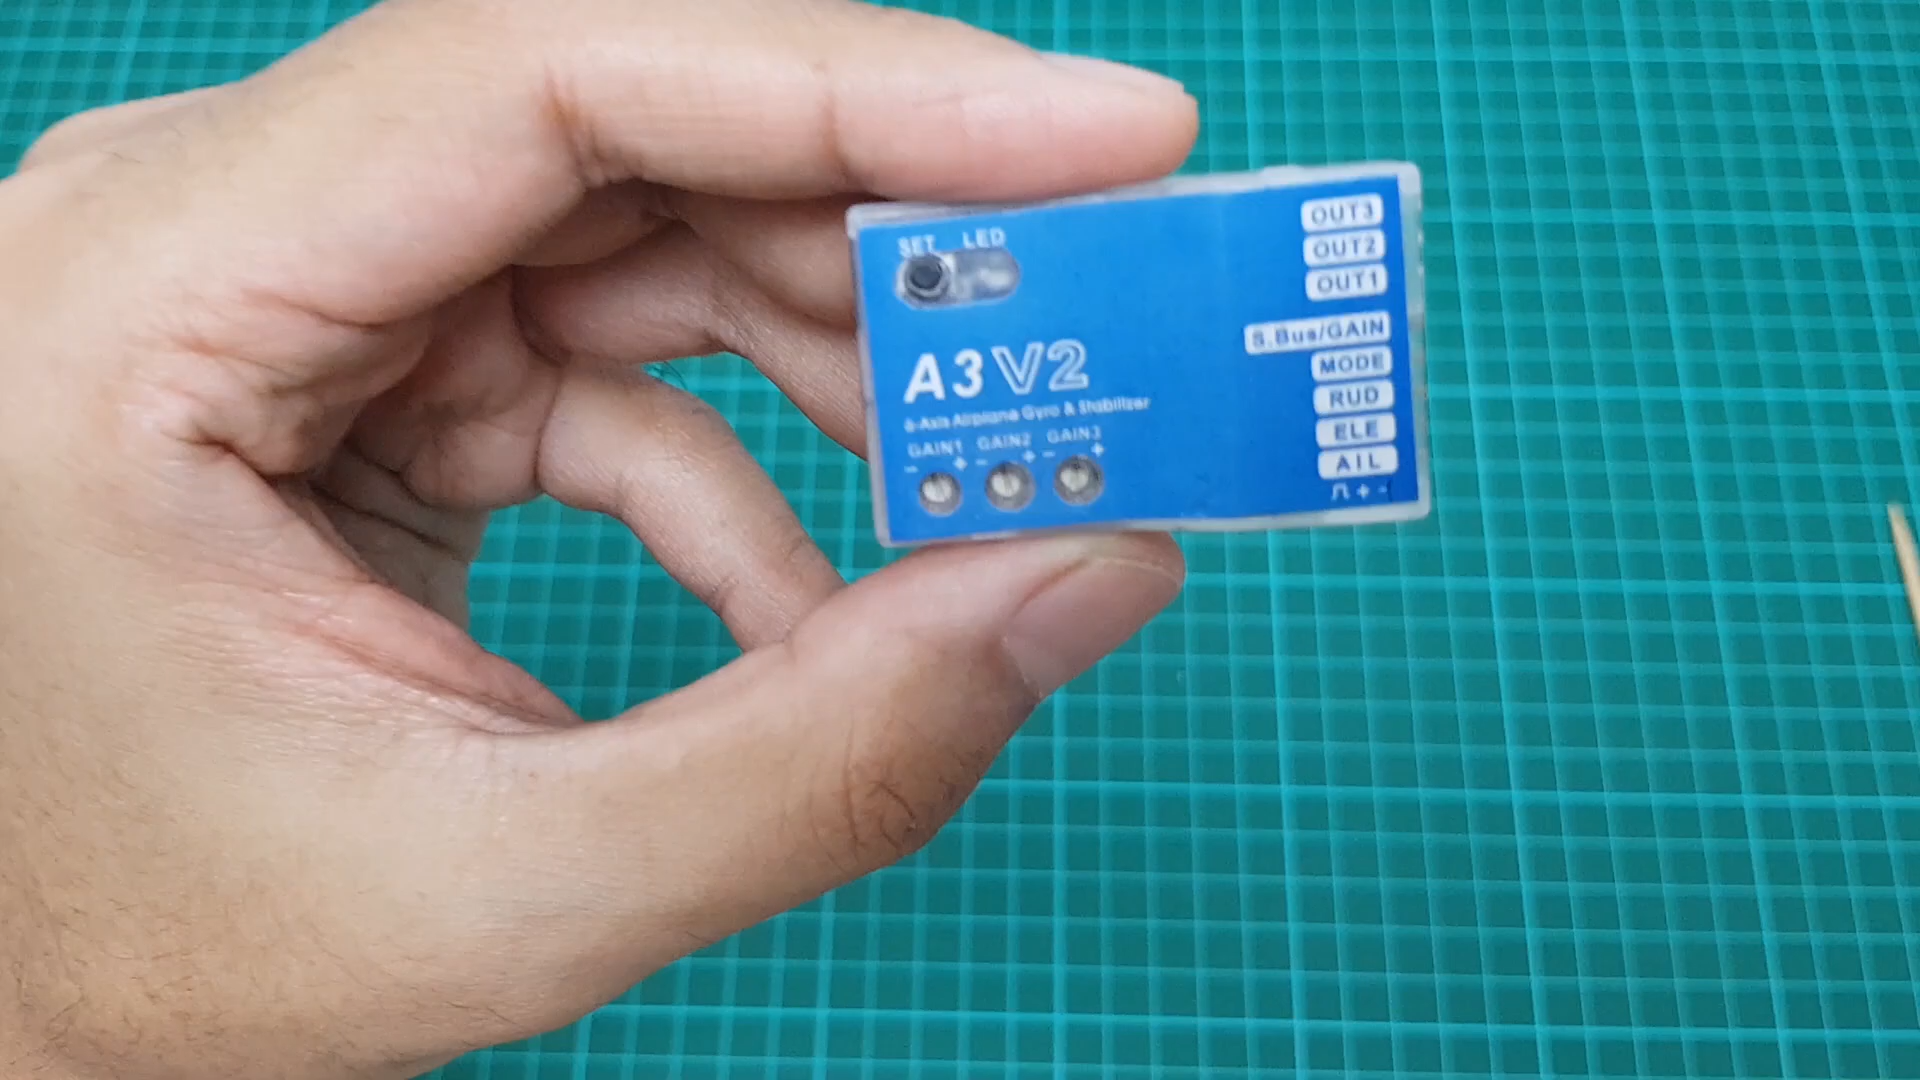 SET LED
A3 V2
6-Axis Airplane Gyro & Stabilizer
GAIN1 GAIN2 GAIN3
- + - + - +
OUT3
OUT2
OUT1
S.Bus/GAIN
MODE
RUD
ELE
AIL
⎍ + -